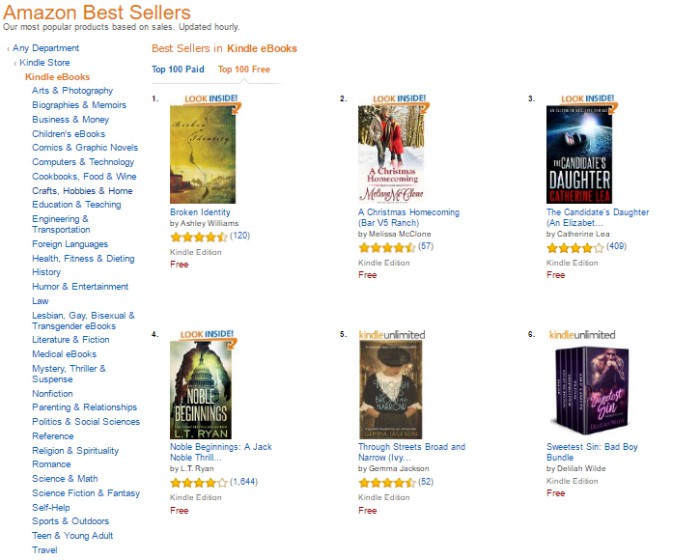 Amazon Best Sellers
Our most popular products based on sales. Updated hourly.
‹ Any Department
‹ Kindle Store
Kindle eBooks
Arts & Photography
Biographies & Memoirs
Business & Money
Children's eBooks
Comics & Graphic Novels
Computers & Technology
Cookbooks, Food & Wine
Crafts, Hobbies & Home
Education & Teaching
Engineering &
Transportation
Foreign Languages
Health, Fitness & Dieting
History
Humor & Entertainment
Law
Lesbian, Gay, Bisexual &
Transgender eBooks
Literature & Fiction
Medical eBooks
Mystery, Thriller &
Suspense
Nonfiction
Parenting & Relationships
Politics & Social Sciences
Reference
Religion & Spirituality
Romance
Science & Math
Science Fiction & Fantasy
Self-Help
Sports & Outdoors
Teen & Young Adult
Travel
Best Sellers in Kindle eBooks
Top 100 Paid Top 100 Free
1.
LOOK INSIDE!
Broken Identity
Broken Identity
by Ashley Williams
(120)
Kindle Edition
Free
2.
LOOK INSIDE!
A Christmas
Homecoming
Melissa McClone
A Christmas Homecoming
(Bar V5 Ranch)
by Melissa McClone
(57)
Kindle Edition
Free
3.
LOOK INSIDE!
THE CANDIDATE'S
DAUGHTER
CATHERINE LEA
The Candidate's Daughter
(An Elizabet...
by Catherine Lea
(409)
Kindle Edition
Free
4.
LOOK INSIDE!
NOBLE
BEGINNINGS
L.T. RYAN
Noble Beginnings: A Jack
Noble Thrill...
by L.T. Ryan
(1,644)
Kindle Edition
Free
5.
kindleunlimited
GEMMA JACKSON
Through Streets Broad and
Narrow (Ivy...
by Gemma Jackson
(52)
Kindle Edition
Free
6.
kindleunlimited
Sweetest
Sin
Sweetest Sin: Bad Boy
Bundle
by Delilah Wilde
Kindle Edition
Free